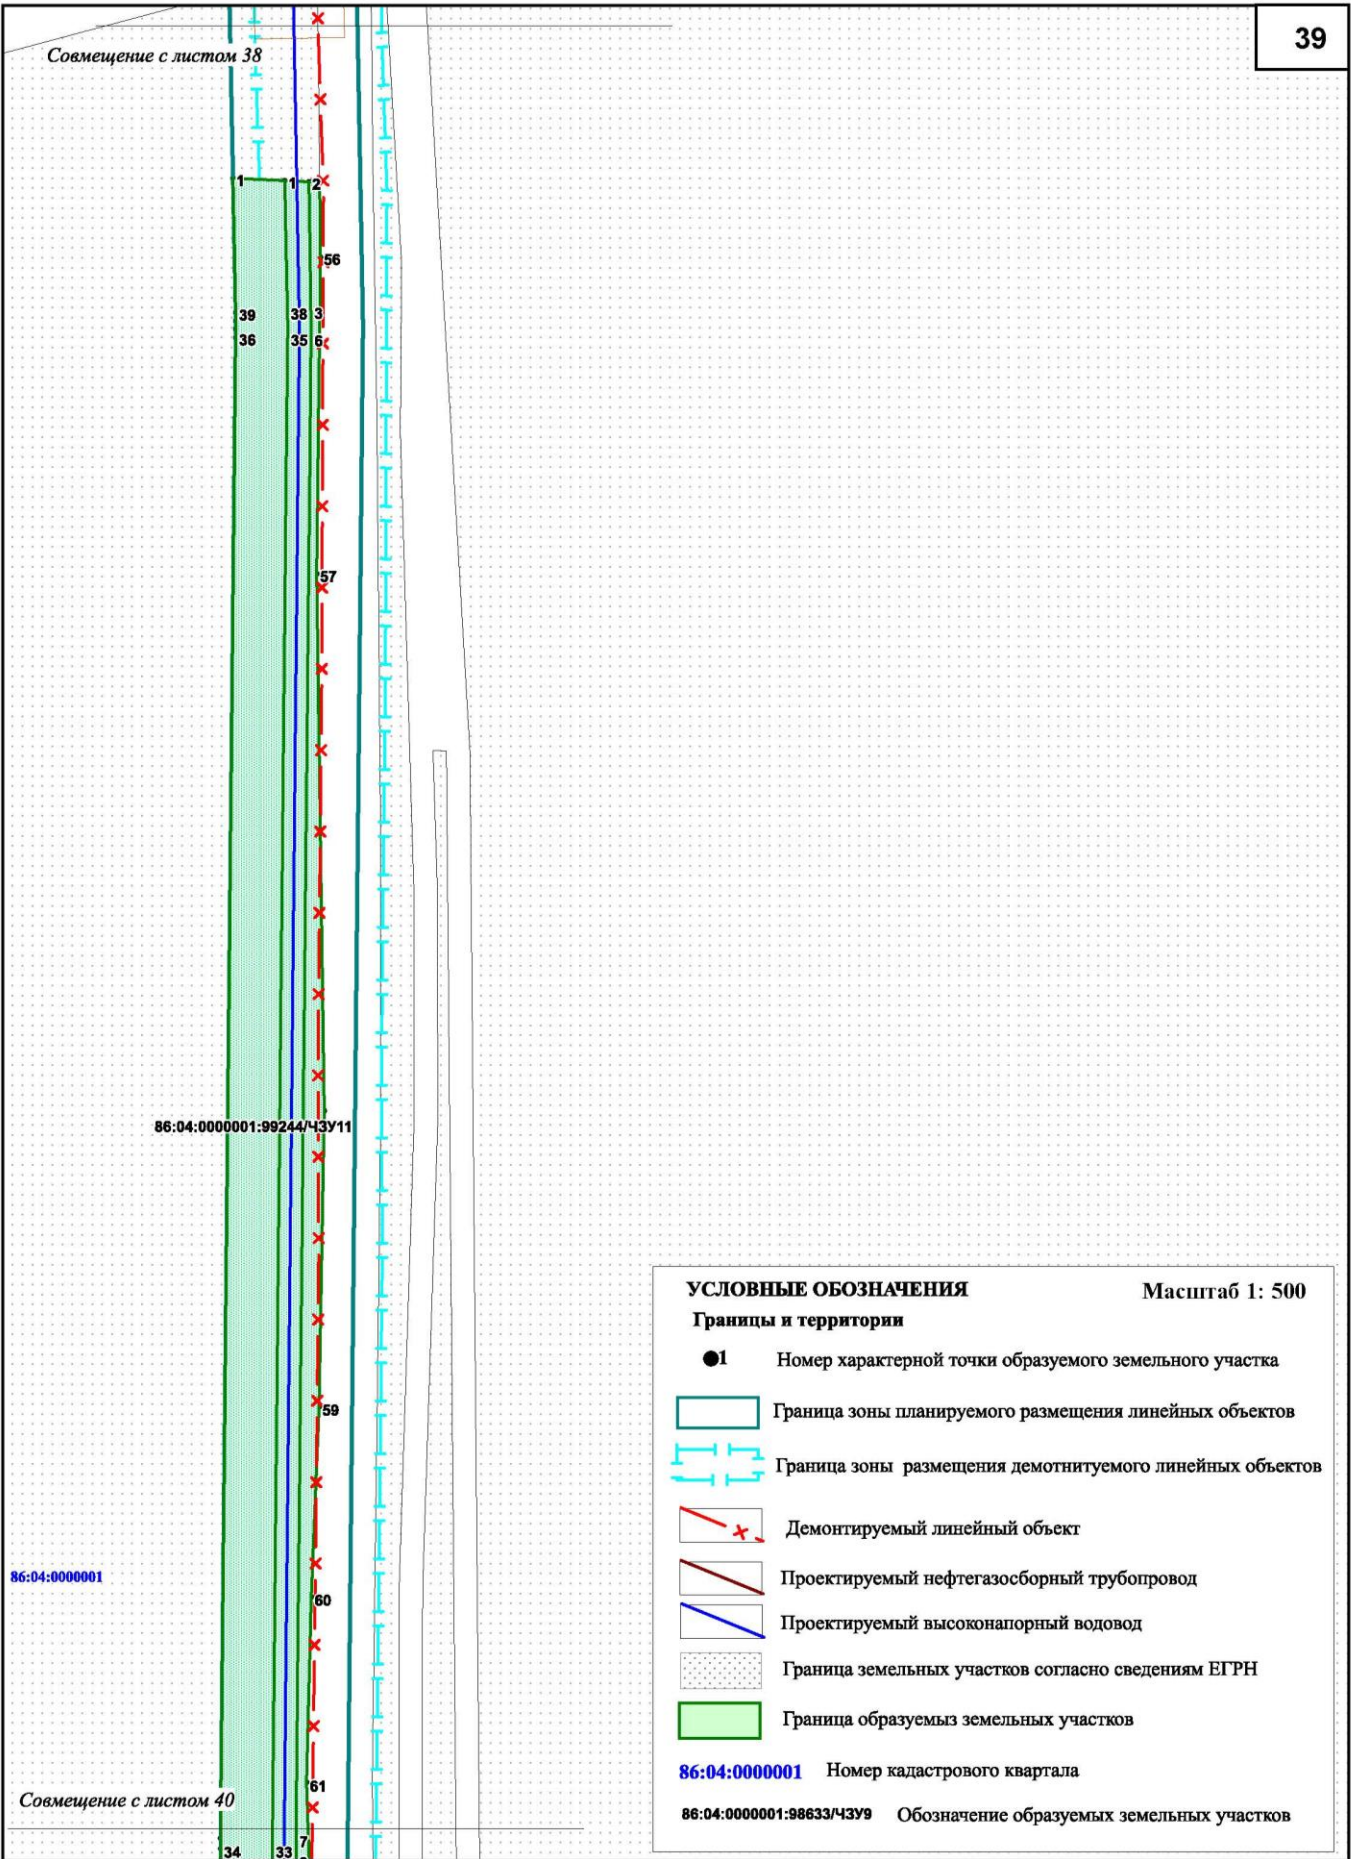 39
Совмещение с листом 38
1 1 2
56
39 38 3
36 35 6
57
86:04:0000001:99244/ЧЗУ11
59
86:04:0000001
60
61
Совмещение с листом 40
7
34 33
УСЛОВНЫЕ ОБОЗНАЧЕНИЯ Масштаб 1: 500
Границы и территории
1 Номер характерной точки образуемого земельного участка
Граница зоны планируемого размещения линейных объектов
Граница зоны размещения демотнитуемого линейных объектов
Демонтируемый линейный объект
Проектируемый нефтегазосборный трубопровод
Проектируемый высоконапорный водовод
Граница земельных участков согласно сведениям ЕГРН
Граница образуемыз земельных участков
86:04:0000001 Номер кадастрового квартала
86:04:0000001:98633/ЧЗУ9 Обозначение образуемых земельных участков